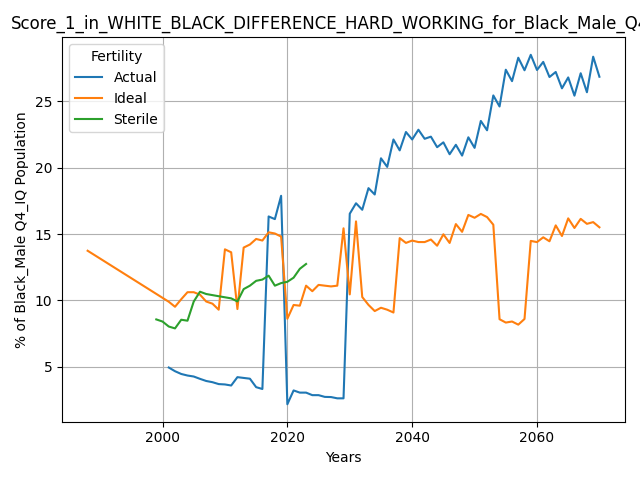 Score_1_in_WHITE_BLACK_DIFFERENCE_HARD_WORKING_for_Black_Male_Q4
Fertility
Actual
Ideal
Sterile
% of Black_Male Q4_IQ Population
25
20
15
10
5
2000 2020 2040 2060
Years